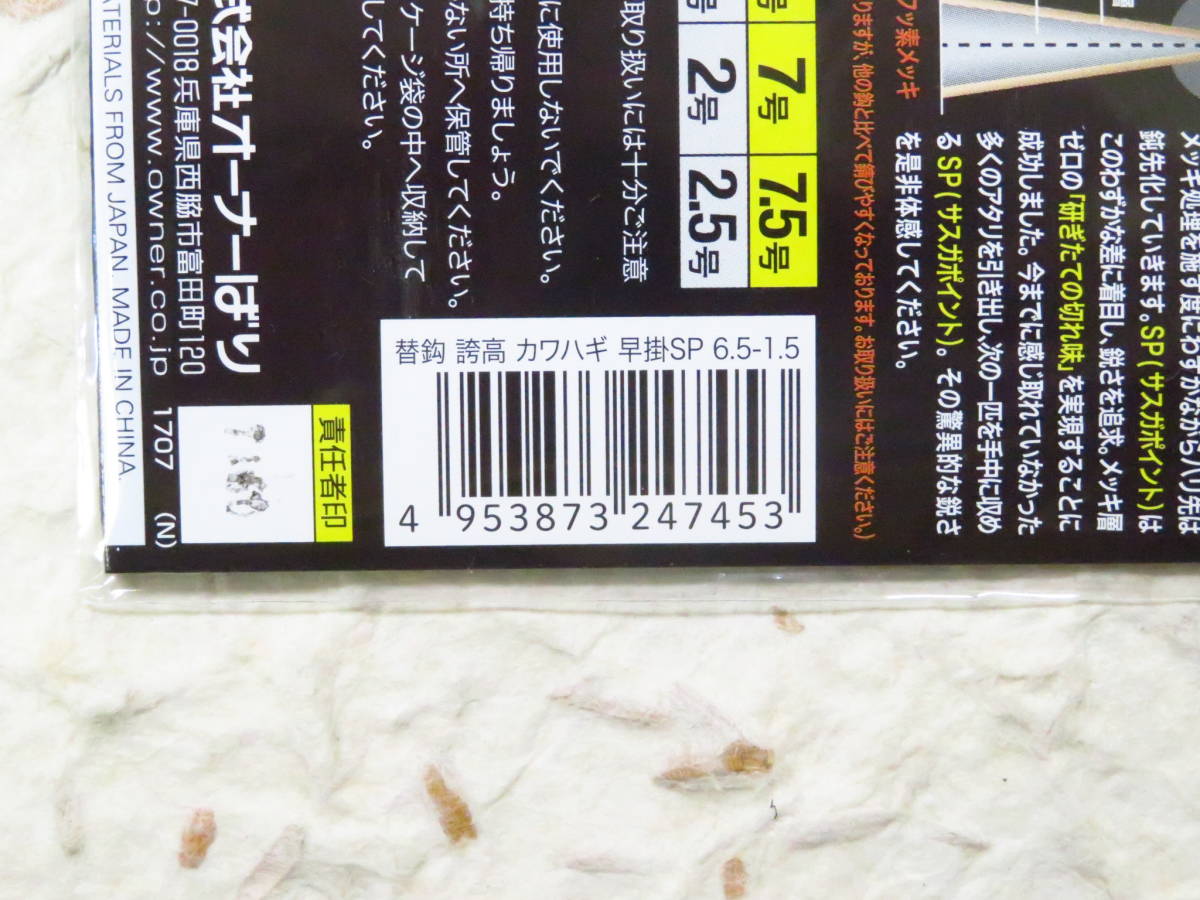 メッキ処理を施す度にわずかながらハリ先は
鈍先化していきます。SP(サスガポイント)は
このわずかな差に着目し、鋭さを追求。メッキ層
ゼロの「研ぎたての切れ味」を実現することに
成功しました。今までに感じ取れていなかった
多くのアタリを引き出し、次の一匹を手中に収め
る SP(サスガポイント)。その驚異的な鋭さ
を是非体感してください。
フッ素メッキ
りますが、他の鈎と比べて錆びやすくなっております。お取り扱いにはご注意ください。)
号 7号 7.5号
号 2号 2.5号
取り扱いには十分ご注意
に使用しないでください。
持ち帰りましょう。
ない所へ保管してください。
ケージ袋の中へ収納して
してください。
式会社オーナーばり
7-0018 兵庫県西脇市富田町120
p://www.owner.co.jp
MATERIALS FROM JAPAN MADE IN CHINA.
1707 (N)
責任者印
替鈎 誇高 カワハギ 早掛SP 6.5-1.5
4 953873 247453